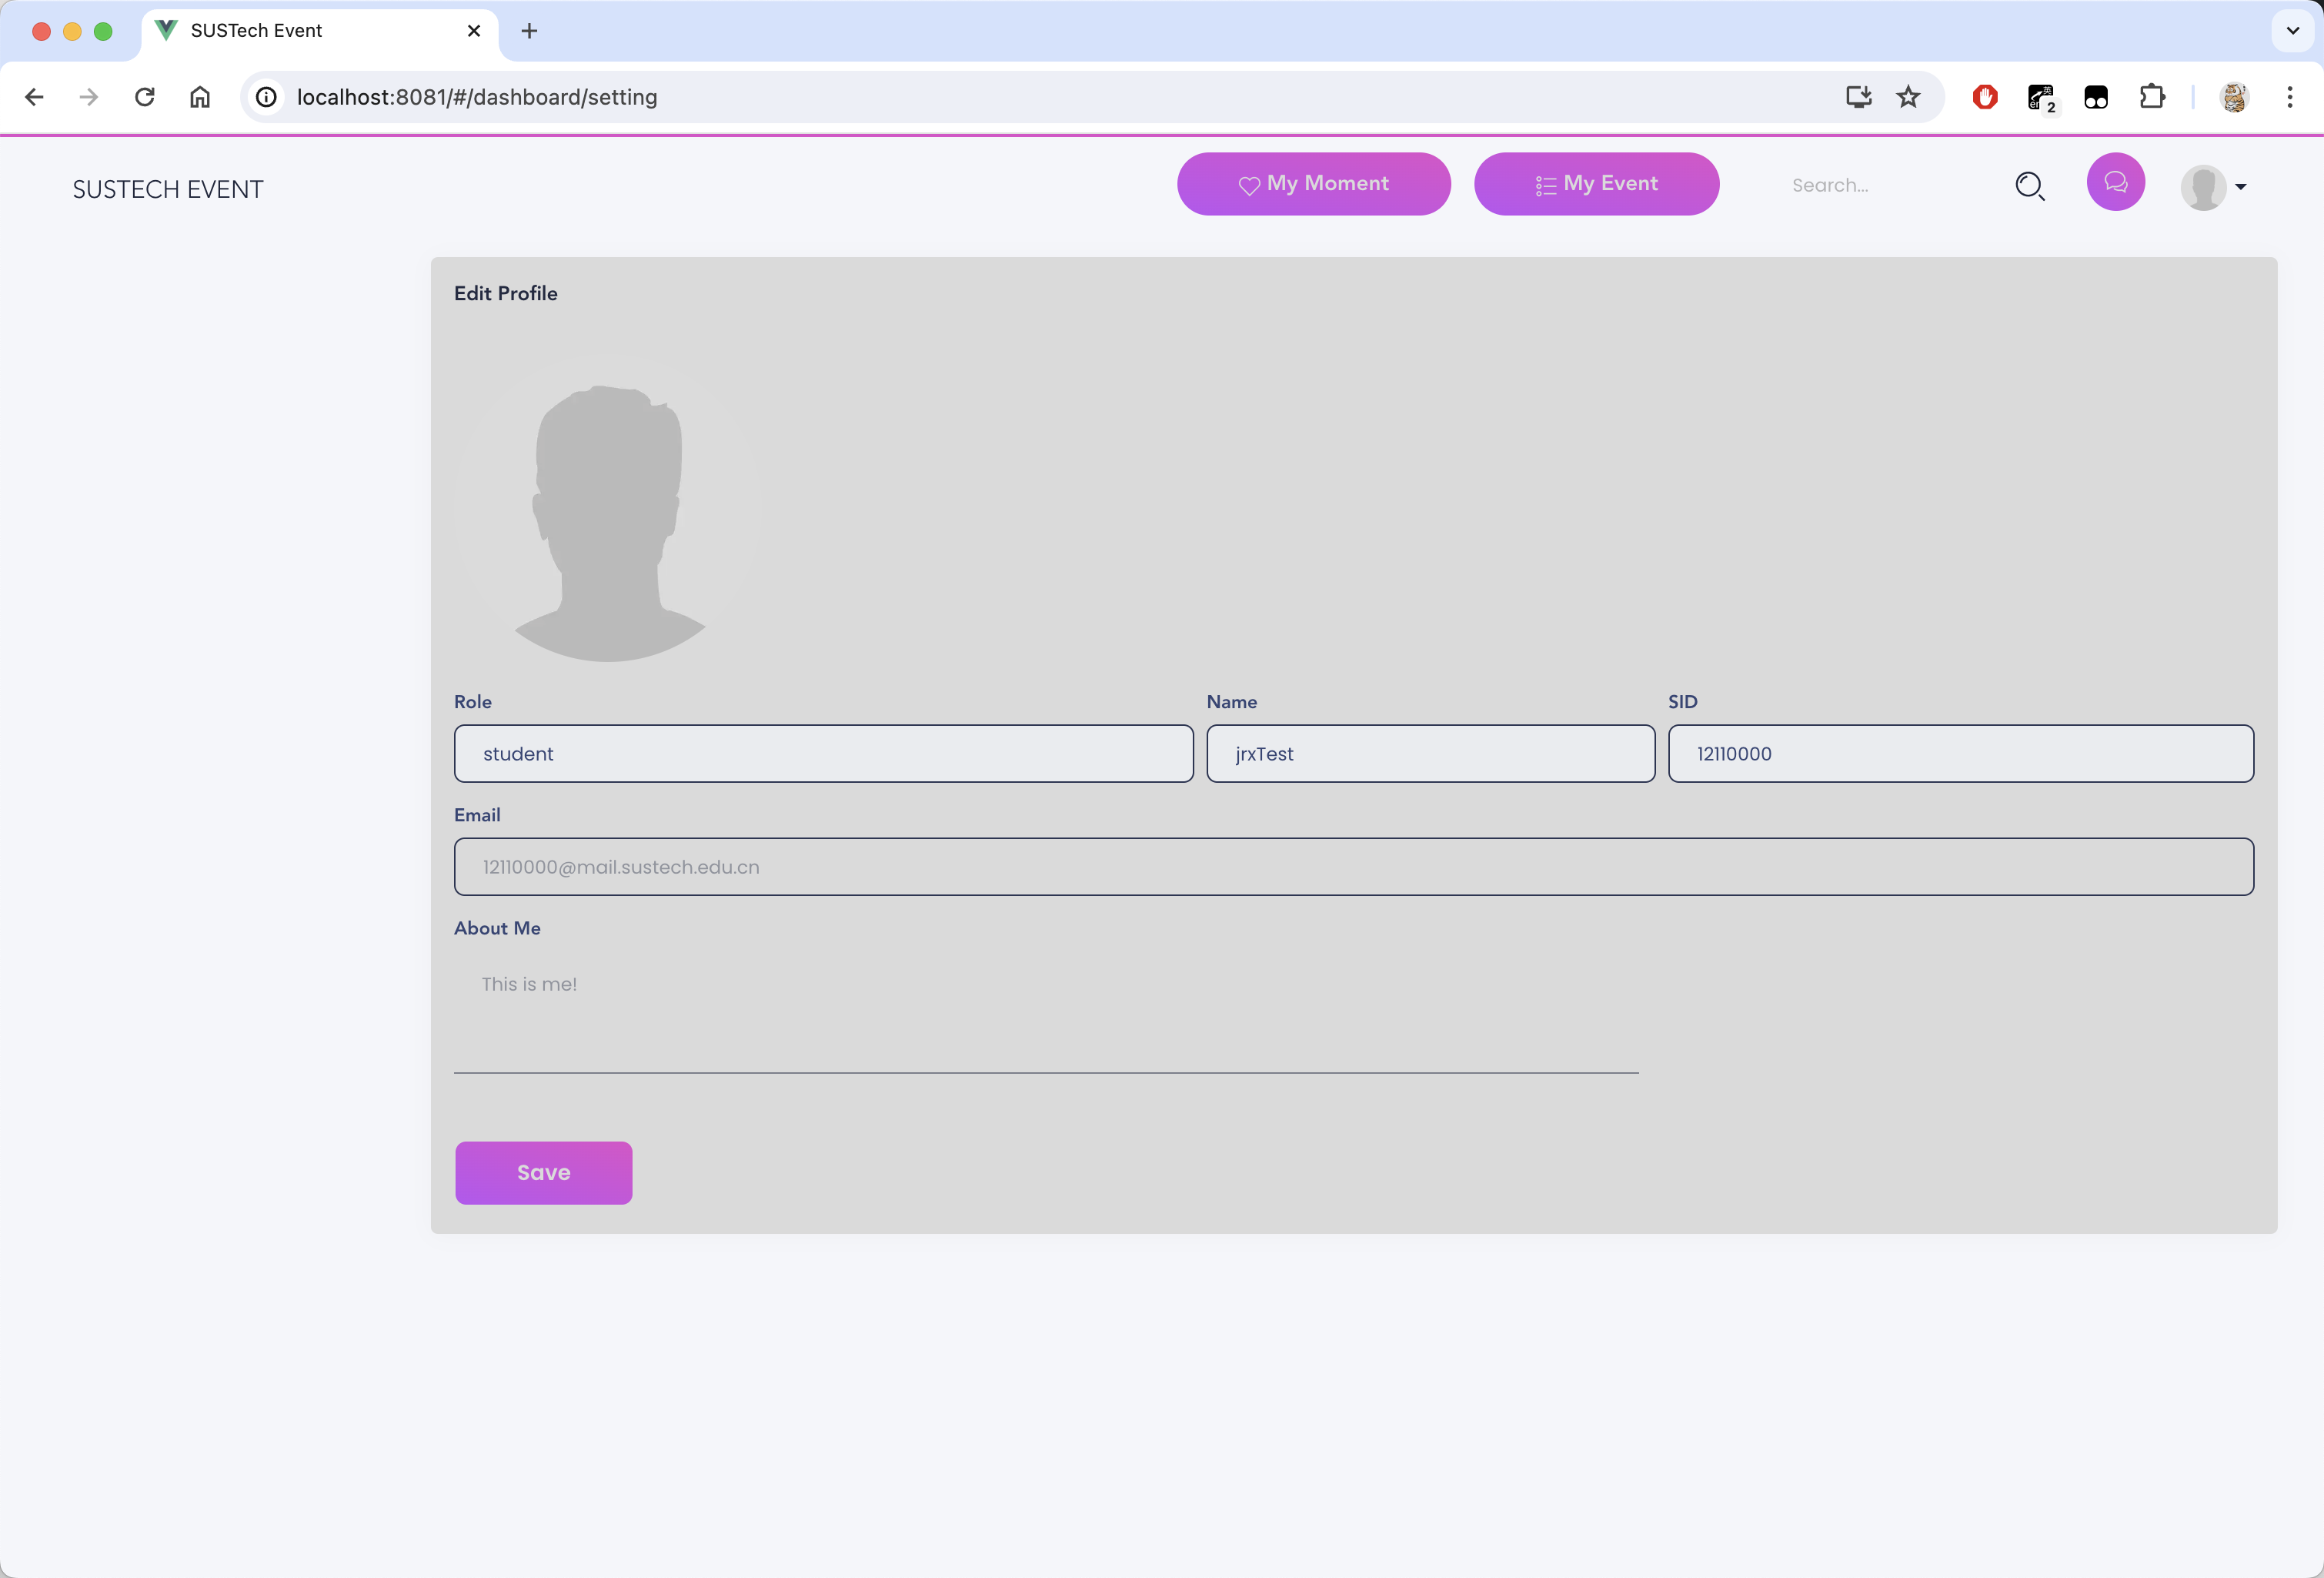 SUSTech Event
localhost:8081/#/dashboard/setting
2
SUSTECH EVENT
My Moment
My Event
Search...
Edit Profile
Role
Name
SID
student
jrxTest
12110000
Email
12110000@mail.sustech.edu.cn
About Me
This is me!
Save